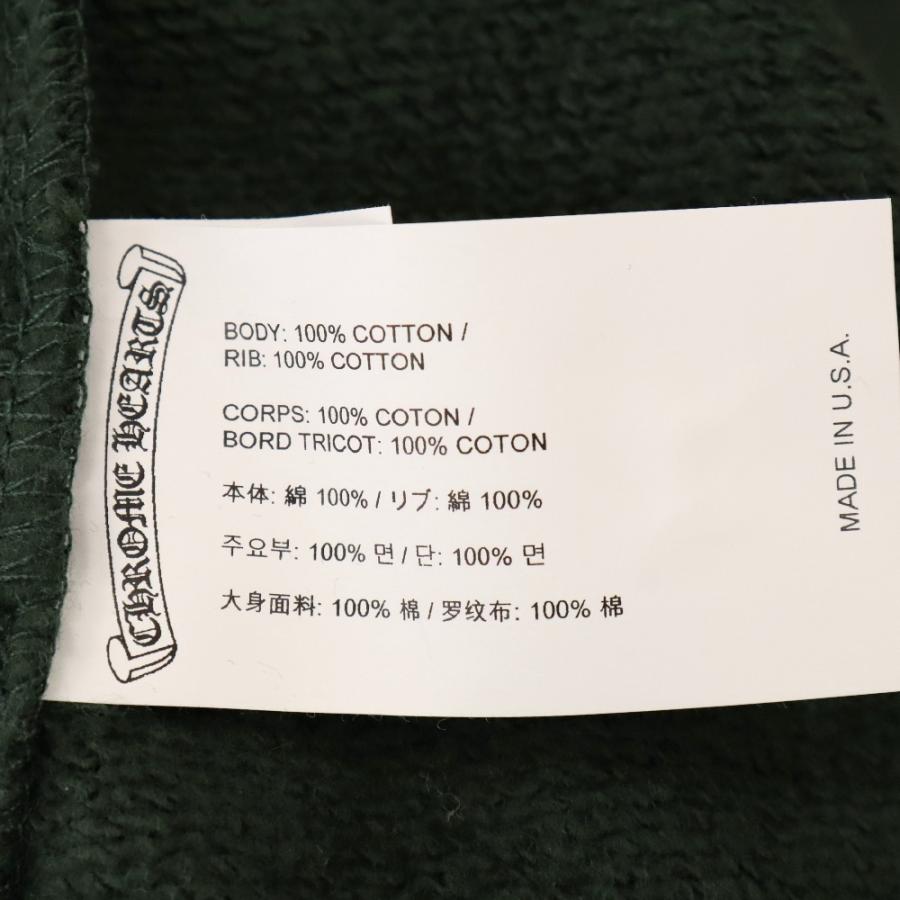 CHROME HEARTS
BODY: 100% COTTON /
RIB: 100% COTTON
CORPS: 100% COTON /
BORD TRICOT: 100% COTON
本体: 綿 100% / リブ: 綿 100%
주요부: 100% 면 / 단: 100% 면
大身面料: 100% 棉 / 罗纹布: 100% 棉
MADE IN U.S.A.